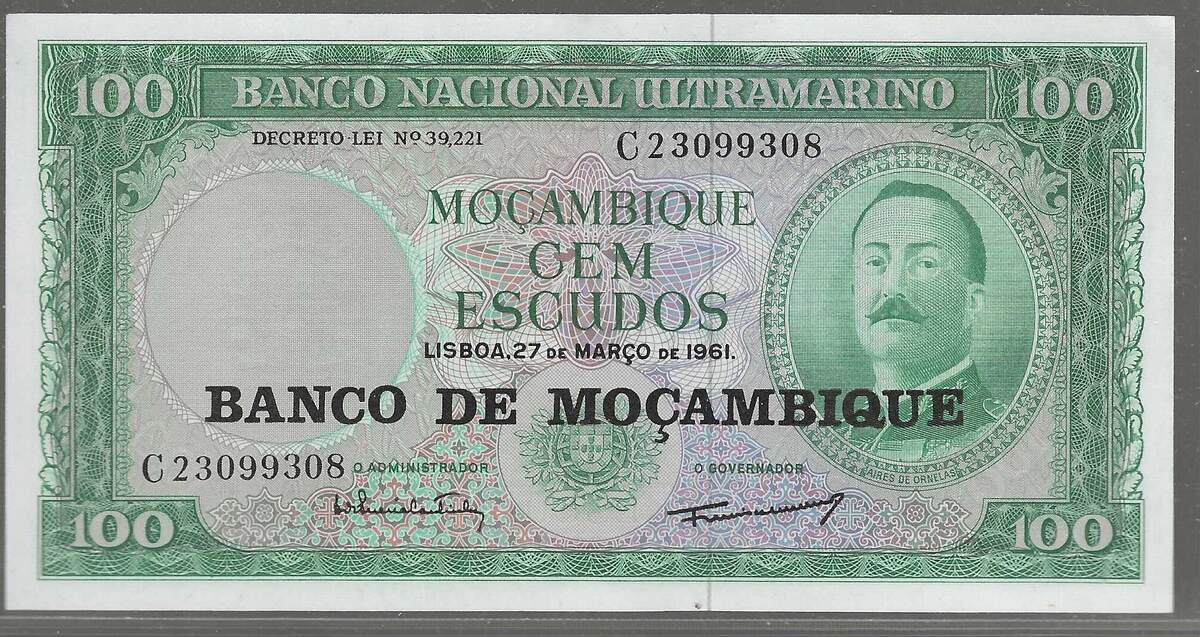 100 BANCO NACIONAL ULTRAMARINO 100
DECRETO-LEI Nº 39,221
C23099308
MOÇAMBIQUE
CEM
ESCUDOS
LISBOA, 27 DE MARÇO DE 1961.
BANCO DE MOÇAMBIQUE
C23099308
O ADMINISTRADOR
O GOVERNADOR
AIRES DE ORNELAS
100 100